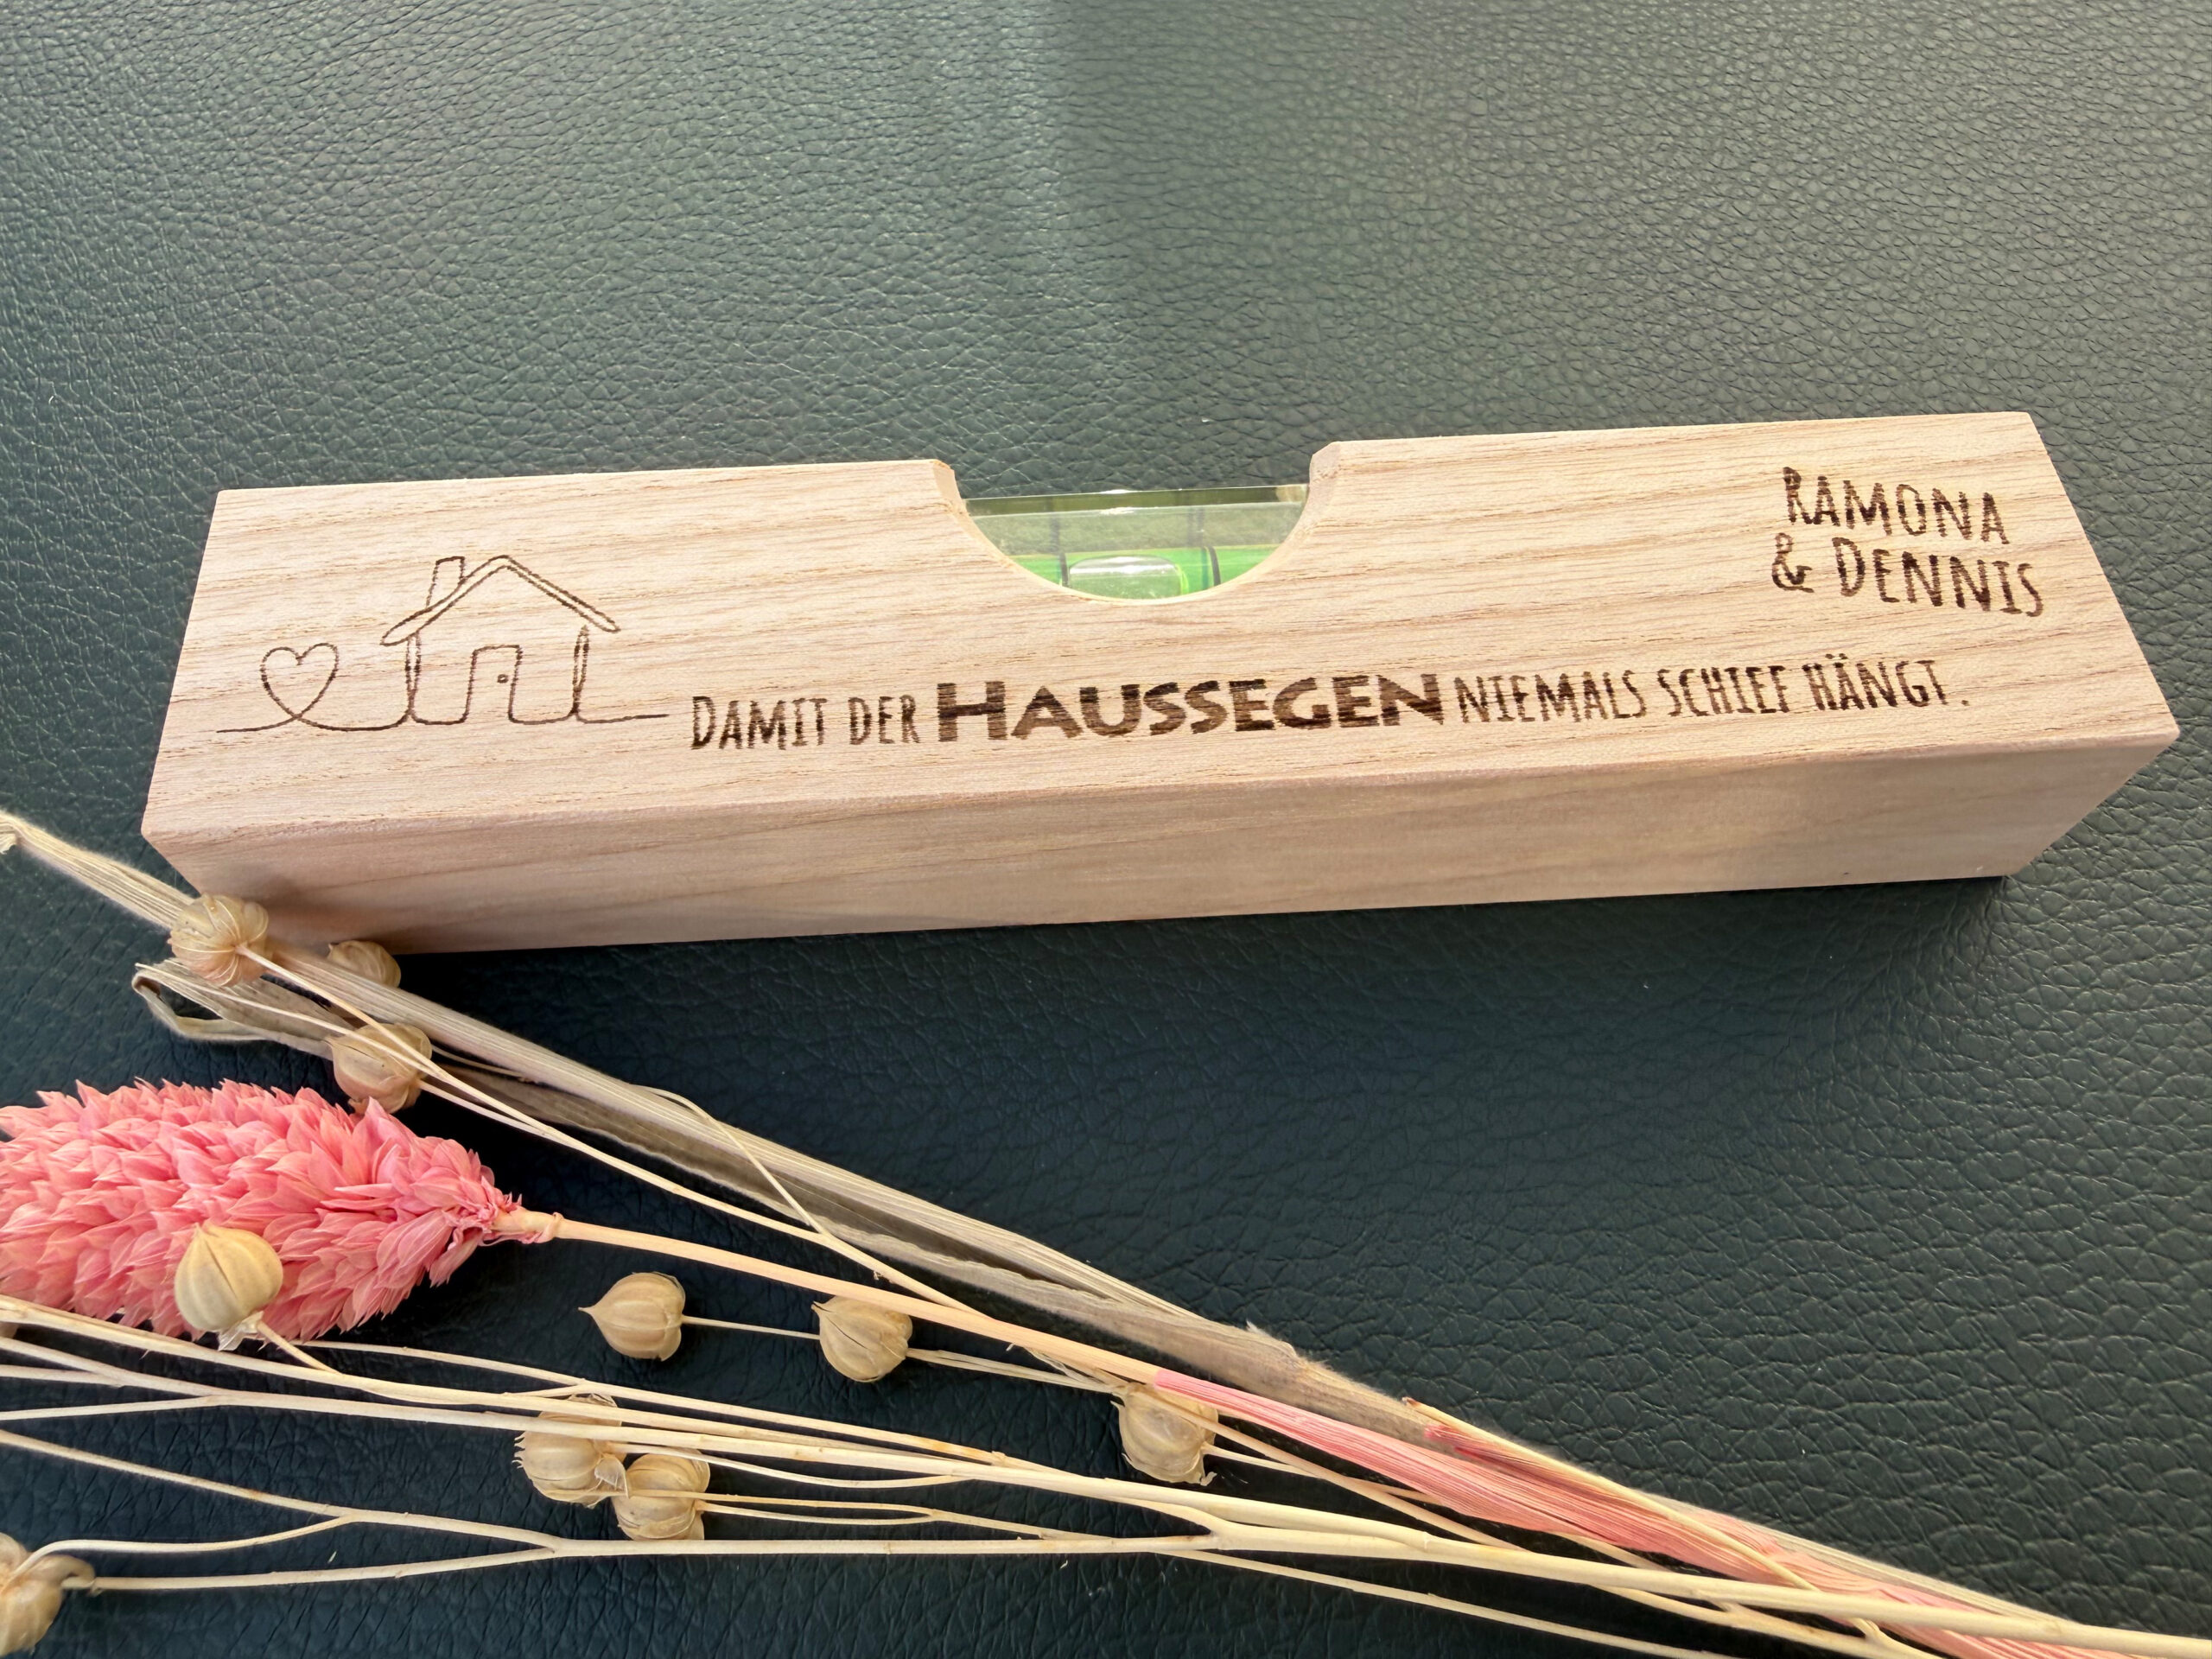 RAMONA
& DENNIS
DAMIT DER HAUSSEGEN NIEMALS SCHIEF HÄNGT.